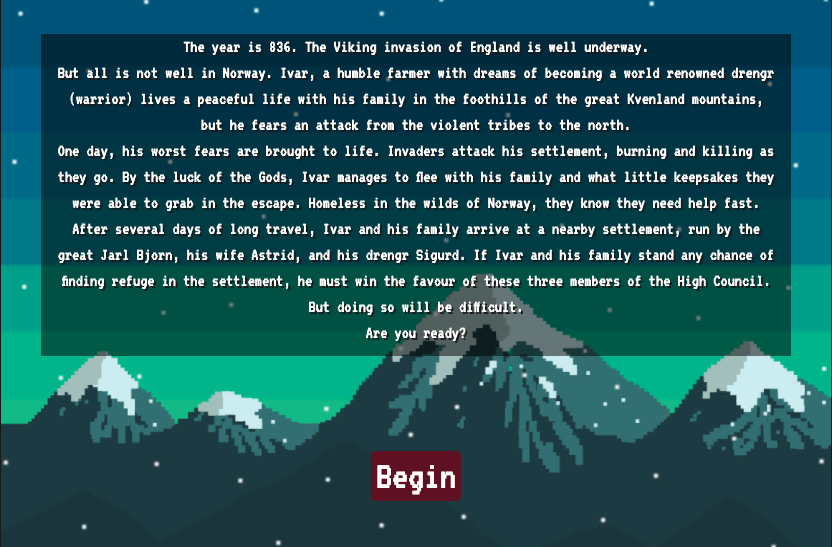 The year is 836. The Viking invasion of England is well underway.
But all is not well in Norway. Ivar, a humble farmer with dreams of becoming a world renowned drengr
(warrior) lives a peaceful life with his family in the foothills of the great Kvenland mountains,
but he fears an attack from the violent tribes to the north.
One day, his worst fears are brought to life. Invaders attack his settlement, burning and killing as
they go. By the luck of the Gods, Ivar manages to flee with his family and what little keepsakes they
were able to grab in the escape. Homeless in the wilds of Norway, they know they need help fast.
After several days of long travel, Ivar and his family arrive at a nearby settlement, run by the
great Jarl Bjorn, his wife Astrid, and his drengr Sigurd. If Ivar and his family stand any chance of
finding refuge in the settlement, he must win the favour of these three members of the High Council.
But doing so will be difficult.
Are you ready?
Begin